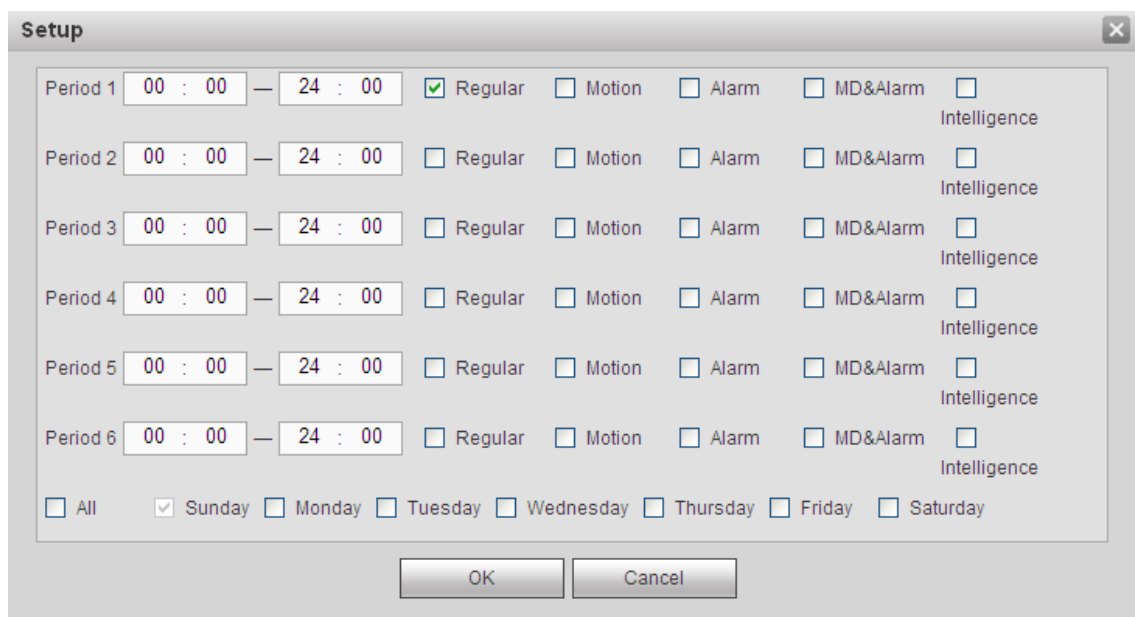 Setup
Period 1 00 : 00 — 24 : 00 Regular Motion Alarm MD&Alarm
Intelligence
Period 2 00 : 00 — 24 : 00 Regular Motion Alarm MD&Alarm
Intelligence
Period 3 00 : 00 — 24 : 00 Regular Motion Alarm MD&Alarm
Intelligence
Period 4 00 : 00 — 24 : 00 Regular Motion Alarm MD&Alarm
Intelligence
Period 5 00 : 00 — 24 : 00 Regular Motion Alarm MD&Alarm
Intelligence
Period 6 00 : 00 — 24 : 00 Regular Motion Alarm MD&Alarm
Intelligence
All Sunday Monday Tuesday Wednesday Thursday Friday Saturday
OK Cancel